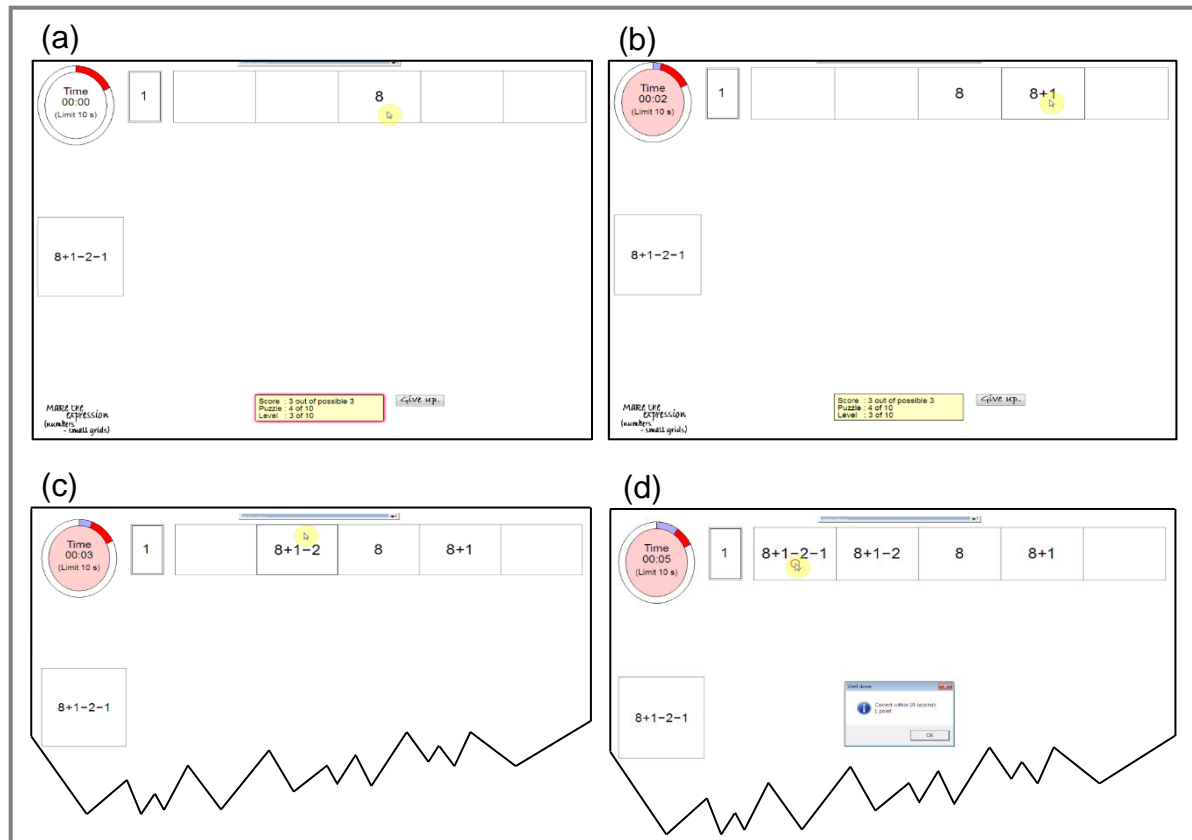 (a)
Time
00:00
(Limit 10 s)
1
8
8+1−2−1
Make the
expression
(numbers
- small grids)
Score : 3 out of possible 3
Puzzle : 4 of 10
Level : 3 of 10
Give up.
(b)
Time
00:02
(Limit 10 s)
1
8
8+1
8+1−2−1
Make the
expression
(numbers
- small grids)
Score : 3 out of possible 3
Puzzle : 4 of 10
Level : 3 of 10
Give up.
(c)
Time
00:03
(Limit 10 s)
1
8+1−2
8
8+1
8+1−2−1
(d)
Time
00:05
(Limit 10 s)
1
8+1−2−1
8+1−2
8
8+1
8+1−2−1
Well done
Correct within 10 seconds
1 point
OK